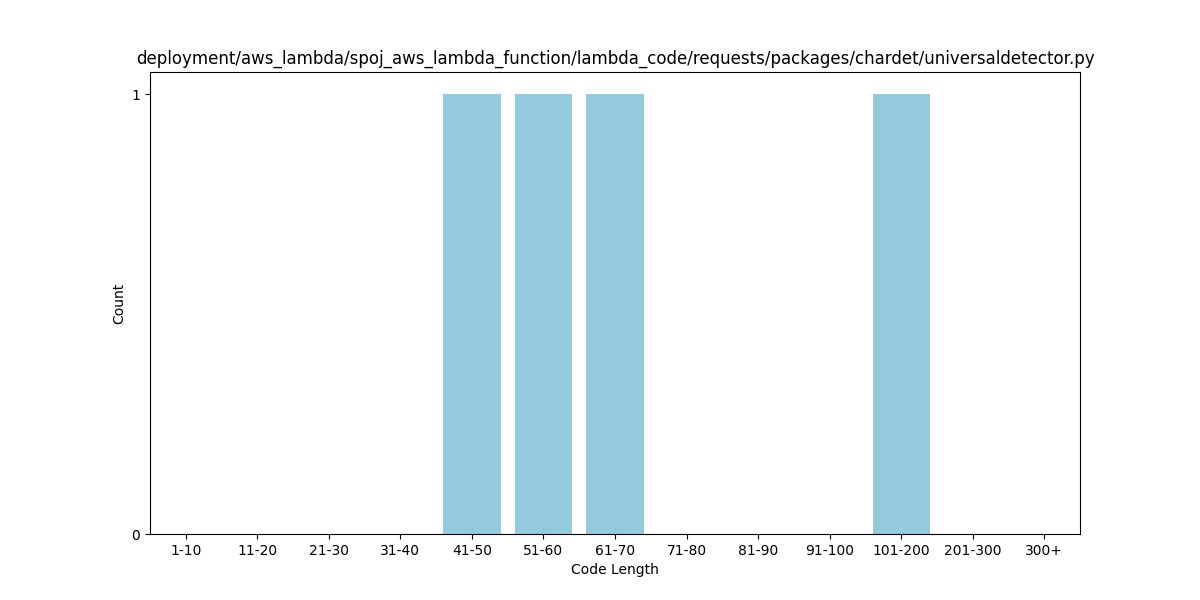 deployment/aws_lambda/spoj_aws_lambda_function/lambda_code/requests/packages/chardet/universaldetector.py
1
Count
0
1-10 11-20 21-30 31-40 41-50 51-60 61-70 71-80 81-90 91-100 101-200 201-300 300+
Code Length